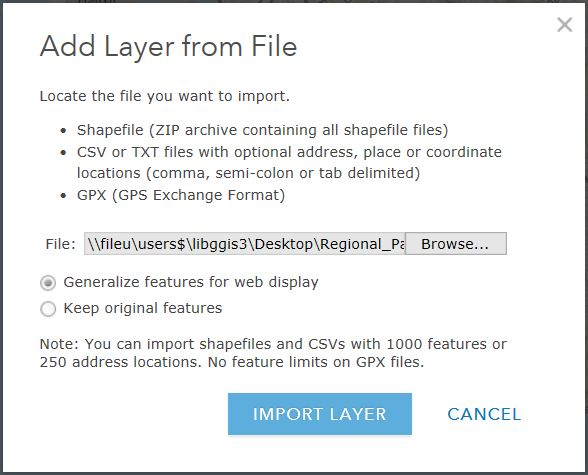 Add Layer from File
Locate the file you want to import.
• Shapefile (ZIP archive containing all shapefile files)
• CSV or TXT files with optional address, place or coordinate
locations (comma, semi-colon or tab delimited)
• GPX (GPS Exchange Format)
File: \\fileu\users$\libggis3\Desktop\Regional_Pa Browse...
Generalize features for web display
Keep original features
Note: You can import shapefiles and CSVs with 1000 features or
250 address locations. No feature limits on GPX files.
IMPORT LAYER CANCEL